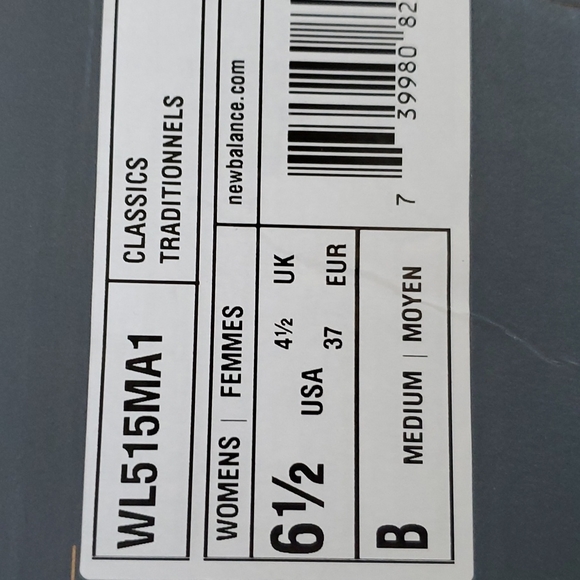 WL515MA1
CLASSICS
TRADITIONNELS
WOMENS | FEMMES
newbalance.com
6½ USA
4½ UK
37 EUR
B
MEDIUM | MOYEN
7 39980 82